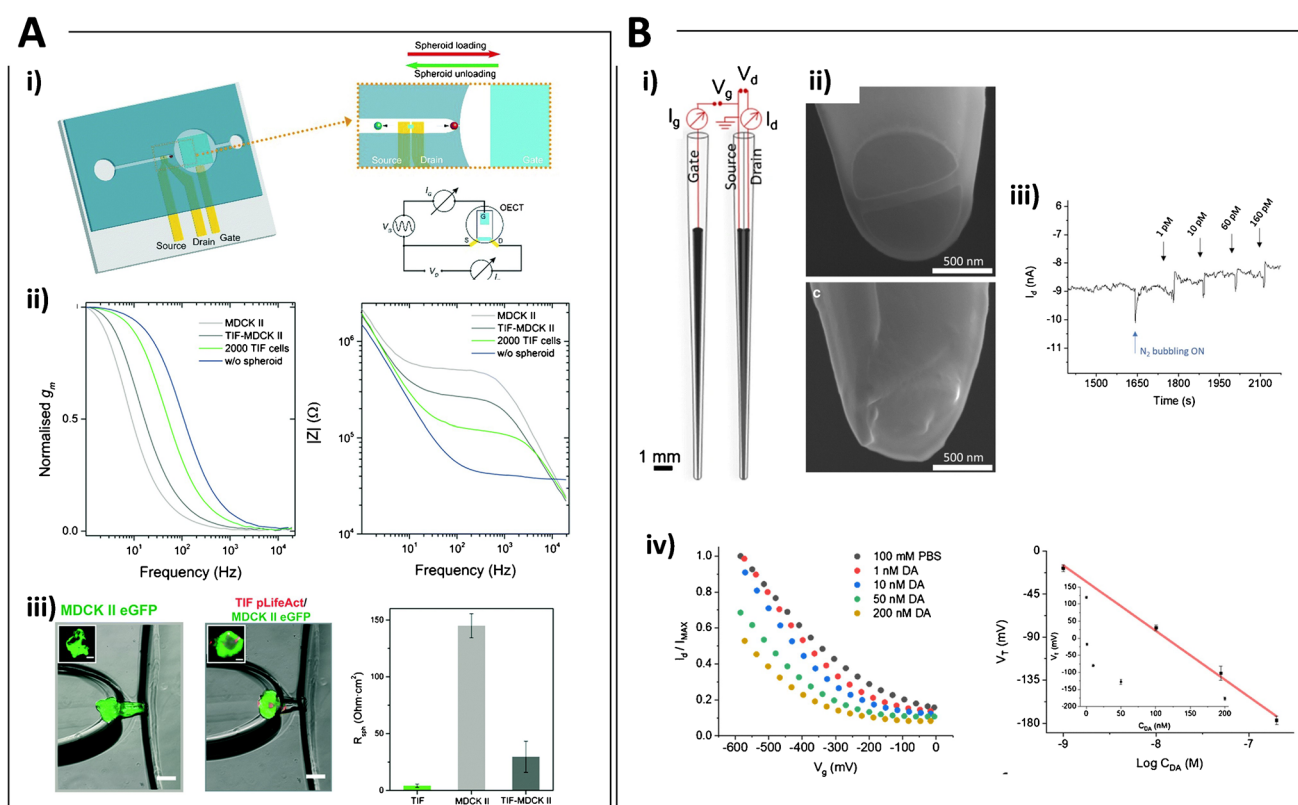 A
B
i)
Spheroid loading
Spheroid unloading
Source
Drain
Gate
Source
Drain
Gate
I_G
OECT
G
V_G
S
D
V_D
ii)
1
0.5
0.0
Normalised g_m
MDCK II
TIF-MDCK II
2000 TIF cells
w/o spheroid
10^1
10^2
10^3
10^4
Frequency (Hz)
10^6
10^5
10^4
|Z| (Ω)
MDCK II
TIF-MDCK II
2000 TIF cells
w/o spheroid
10^1
10^2
10^3
10^4
Frequency (Hz)
iii)
MDCK II eGFP
TIF pLifeAct/
MDCK II eGFP
150
100
50
0
R_sph (Ohm·cm²)
TIF
MDCK II
TIF-MDCK II
i)
V_d
V_g
I_g
I_d
Gate
Source
Drain
1 mm
ii)
500 nm
c
500 nm
iii)
1 pM
10 pM
60 pM
160 pM
-6
-7
-8
-9
-10
-11
I_d (nA)
N₂ bubbling ON
1500
1650
1800
1950
2100
Time (s)
iv)
1.0
0.8
0.6
0.4
0.2
0.0
I_d / I_MAX
100 mM PBS
1 nM DA
10 nM DA
50 nM DA
200 nM DA
-600
-500
-400
-300
-200
-100
0
V_g (mV)
0
-45
-90
-135
-180
V_T (mV)
150
100
50
0
-50
-100
-150
-200
V_t (mV)
0
50
100
150
200
C_DA (nM)
-9
-8
-7
Log C_DA (M)